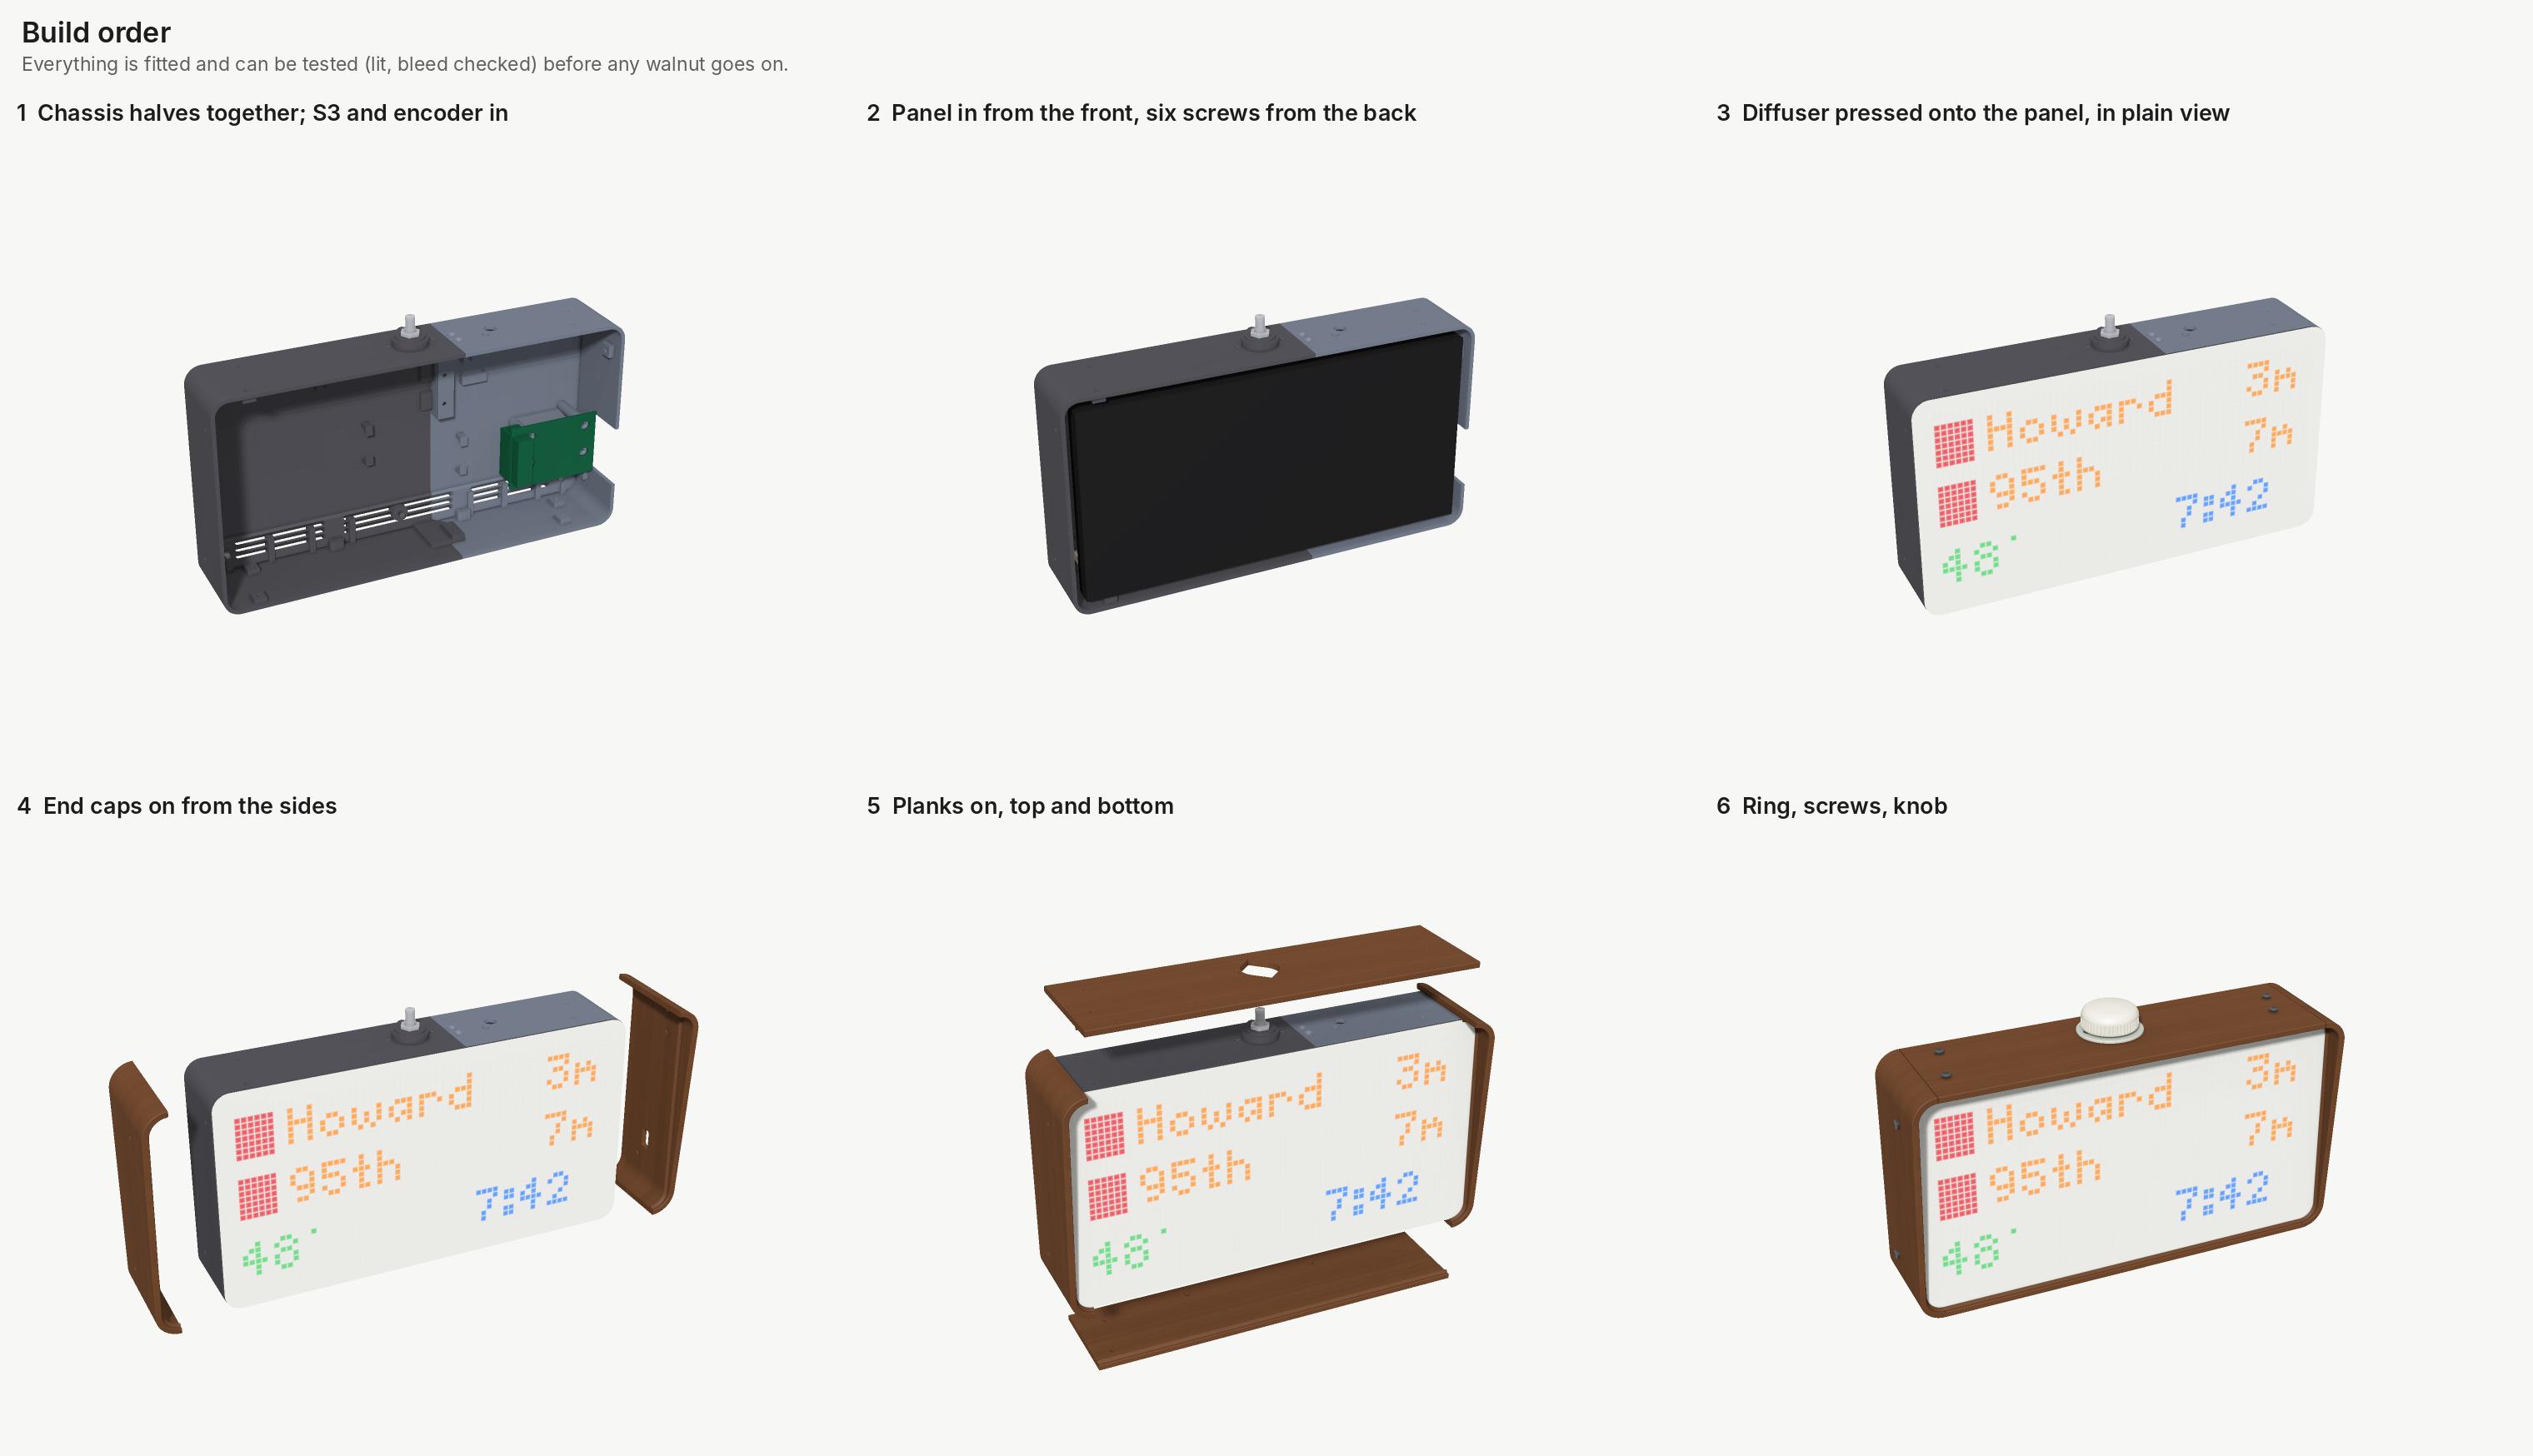 Build order
Everything is fitted and can be tested (lit, bleed checked) before any walnut goes on.
1 Chassis halves together; S3 and encoder in
2 Panel in from the front, six screws from the back
3 Diffuser pressed onto the panel, in plain view
Howard 3m
95th 7m
48° 7:42
4 End caps on from the sides
5 Planks on, top and bottom
6 Ring, screws, knob
Howard 3m
95th 7m
48° 7:42
Howard 3m
95th 7m
48° 7:42
Howard 3m
95th 7m
48° 7:42